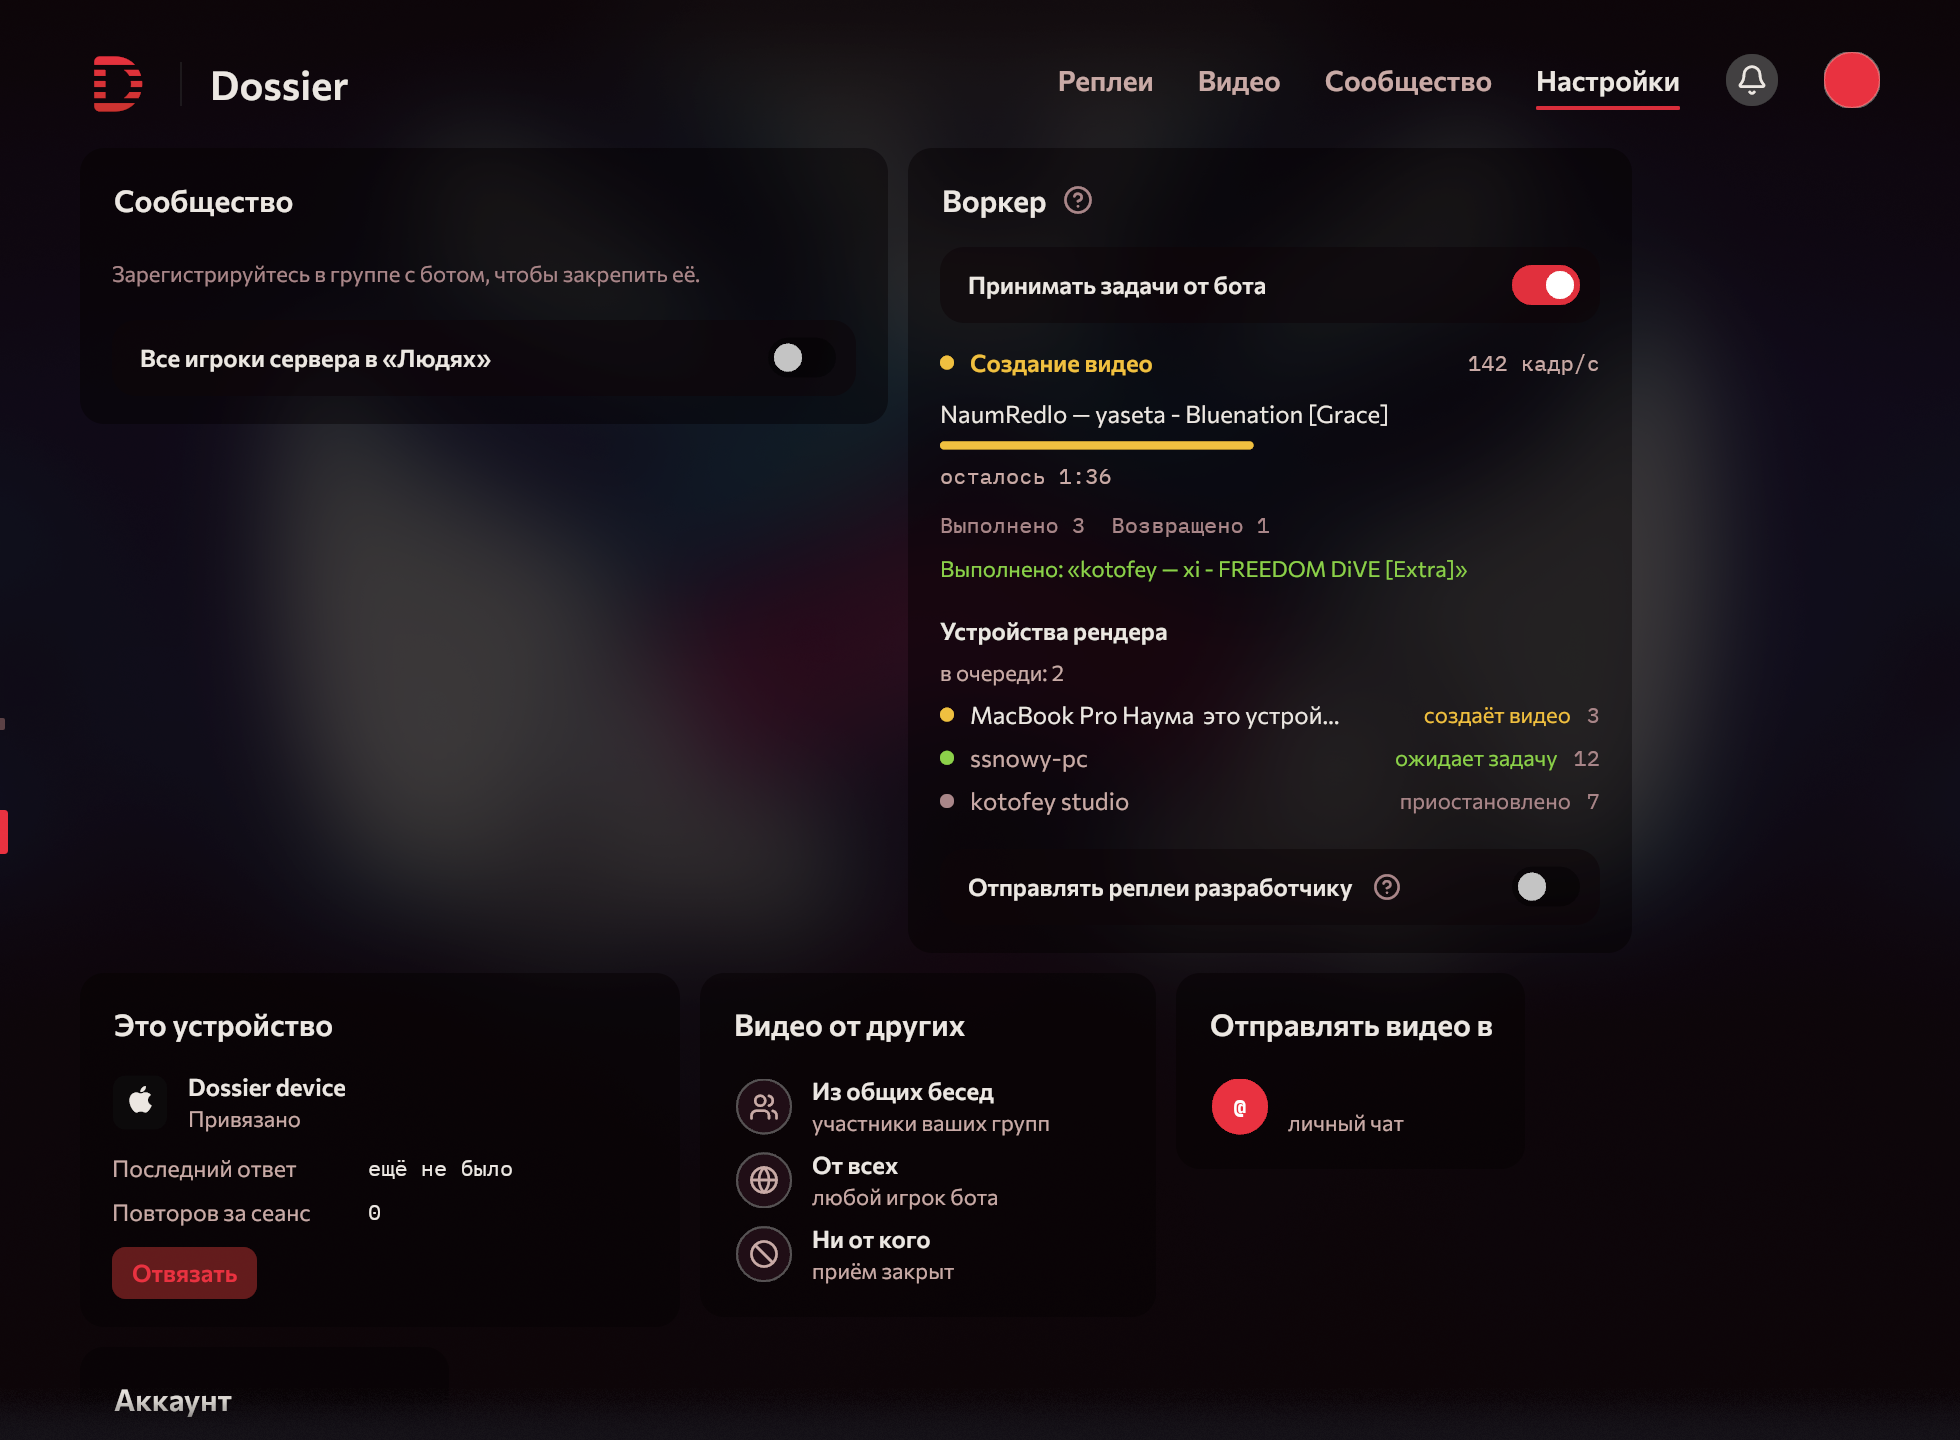 Dossier
Реплеи
Видео
Сообщество
Настройки
Сообщество
Зарегистрируйтесь в группе с ботом, чтобы закрепить её.
Все игроки сервера в «Людях»
Воркер
Принимать задачи от бота
Создание видео
142 кадр/с
NaumRedlo — yaseta - Bluenation [Grace]
осталось 1:36
Выполнено 3 Возвращено 1
Выполнено: «kotofey — xi - FREEDOM DiVE [Extra]»
Устройства рендера
в очереди: 2
MacBook Pro Наума это устрой...
создаёт видео 3
ssnowy-pc
ожидает задачу 12
kotofey studio
приостановлено 7
Отправлять реплеи разработчику
Это устройство
Dossier device
Привязано
Последний ответ ещё не было
Повторов за сеанс 0
Отвязать
Видео от других
Из общих бесед
участники ваших групп
От всех
любой игрок бота
Ни от кого
приём закрыт
Отправлять видео в
@
личный чат
Аккаунт